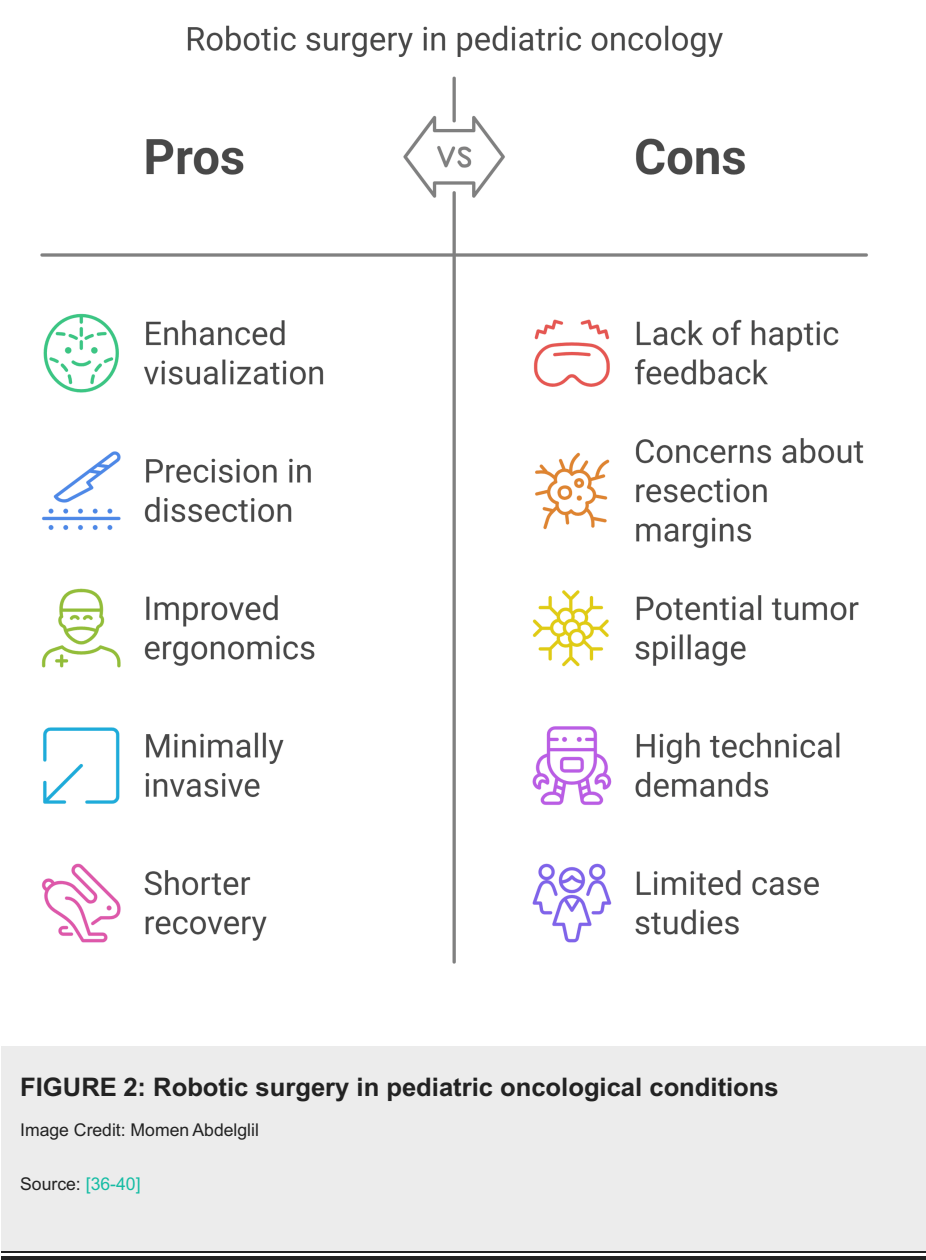 Robotic surgery in pediatric oncology
Pros
VS
Cons
Enhanced
visualization
Precision in
dissection
Improved
ergonomics
Minimally
invasive
Shorter
recovery
Lack of haptic
feedback
Concerns about
resection
margins
Potential tumor
spillage
High technical
demands
Limited case
studies
FIGURE 2: Robotic surgery in pediatric oncological conditions
Image Credit: Momen Abdelglil
Source: [36-40]